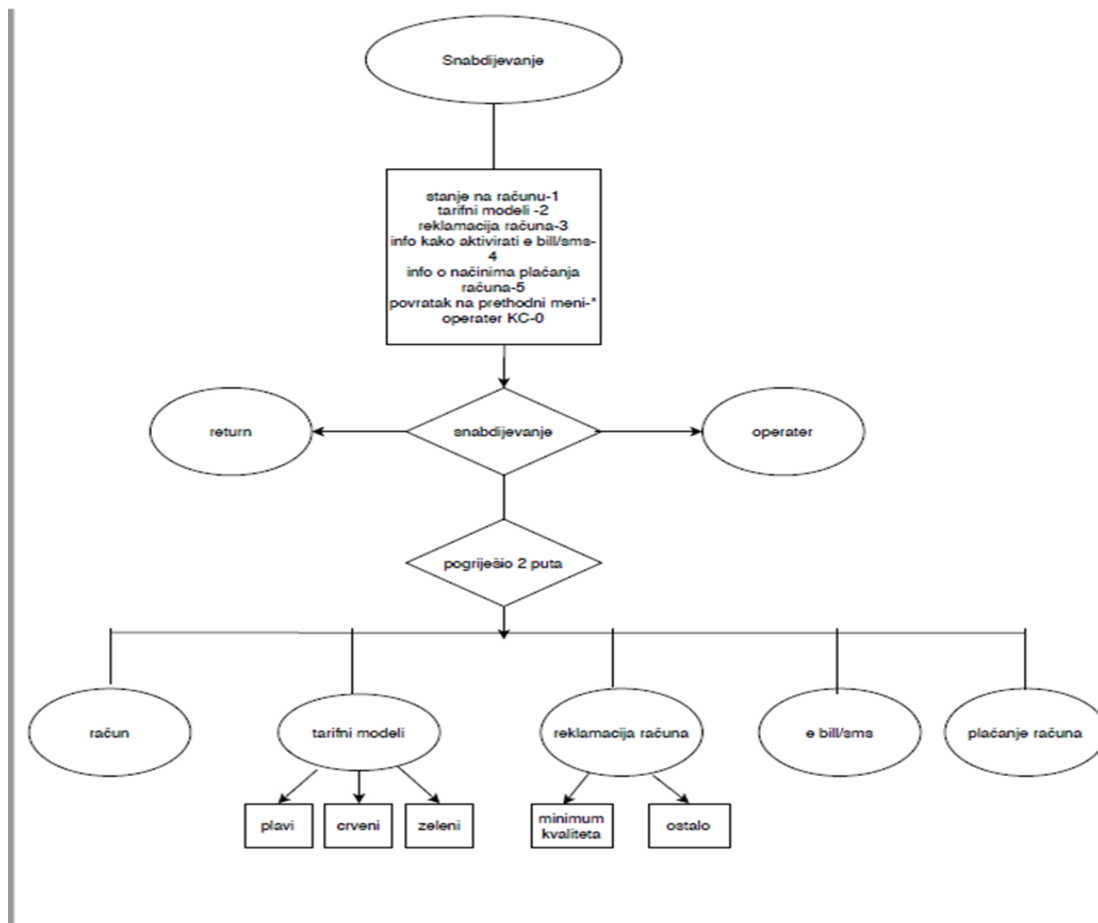 Snabdijevanje
stanje na računu-1
tarifni modeli -2
reklamacija računa-3
info kako aktivirati e bill/sms-
4
info o načinima plaćanja
računa-5
povratak na prethodni meni-*
operater KC-0
return
snabdijevanje
operater
pogriješio 2 puta
račun
tarifni modeli
reklamacija računa
e bill/sms
plaćanje računa
plavi
crveni
zeleni
minimum
kvaliteta
ostalo